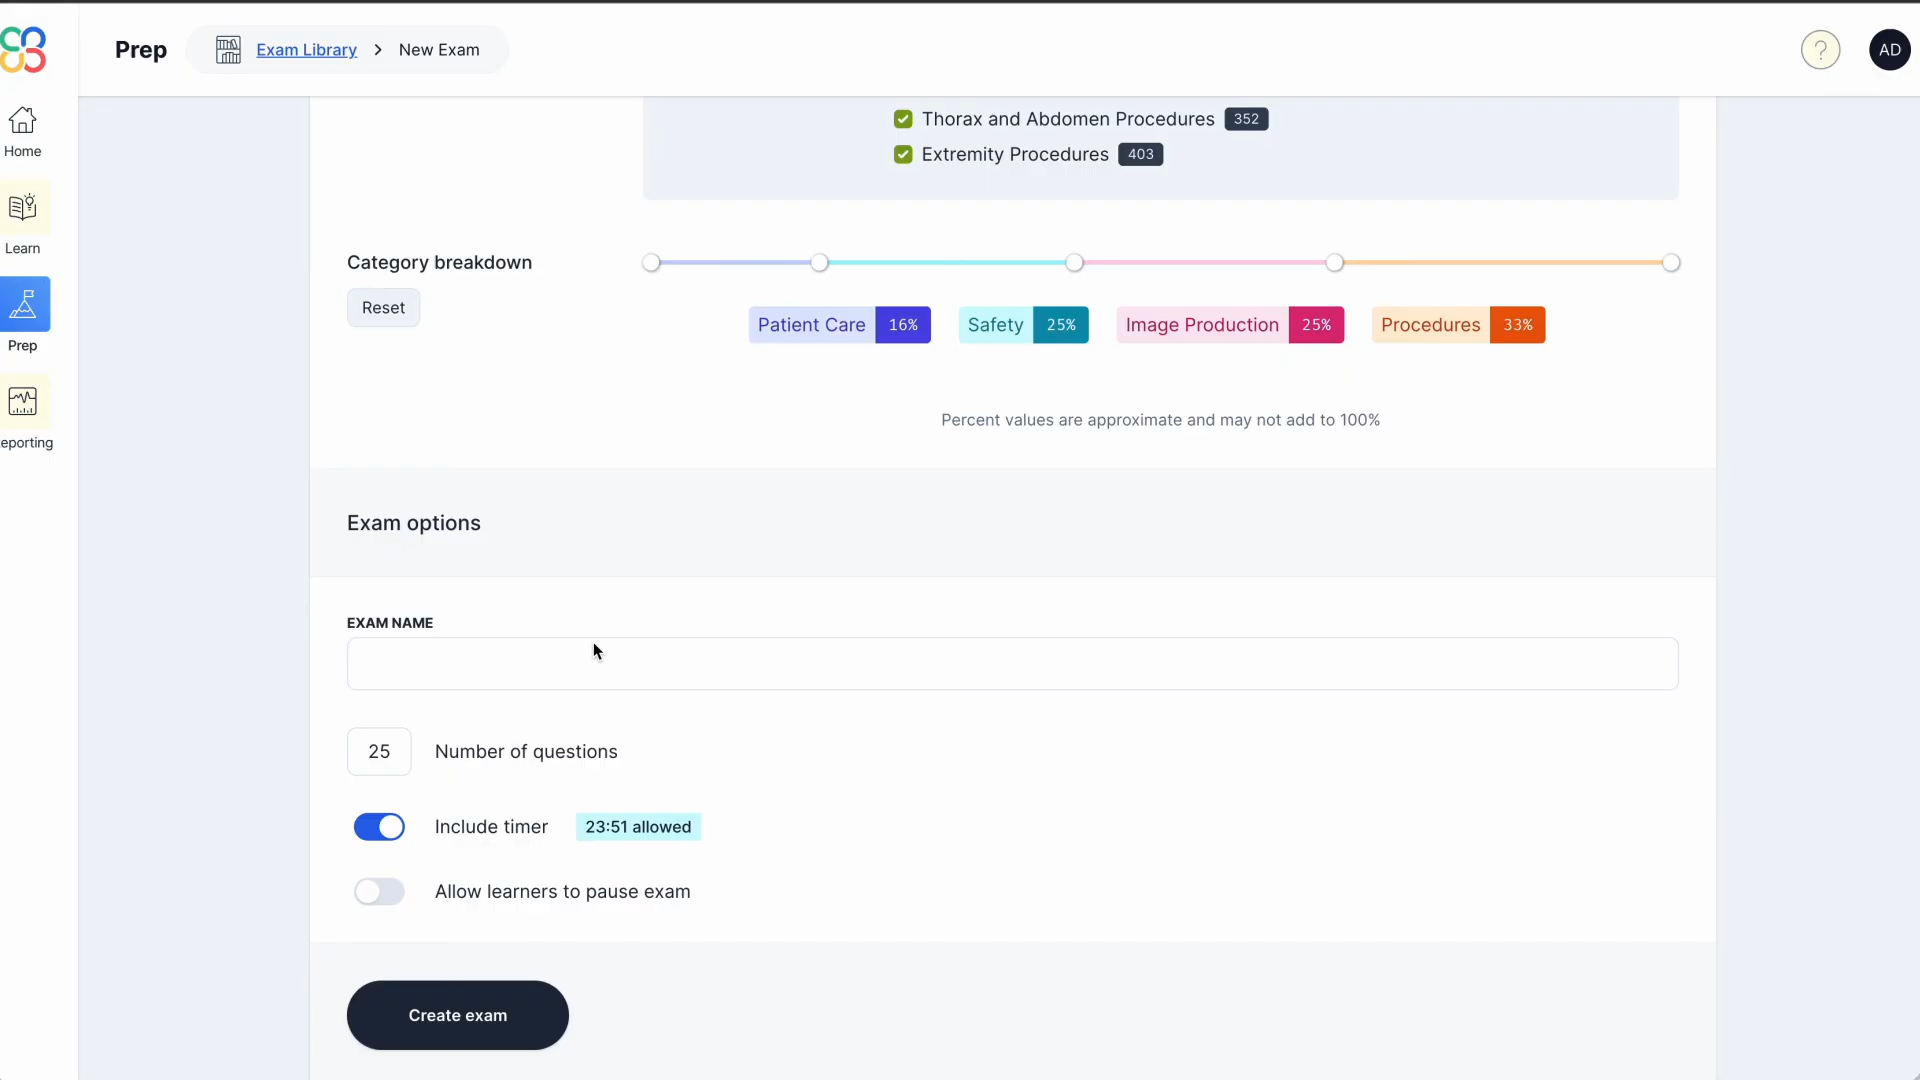 Prep
Exam Library > New Exam
?
AD
Home
Learn
Prep
eporting
Thorax and Abdomen Procedures 352
Extremity Procedures 403
Category breakdown
Reset
Patient Care 16% Safety 25% Image Production 25% Procedures 33%
Percent values are approximate and may not add to 100%
Exam options
EXAM NAME
25 Number of questions
Include timer 23:51 allowed
Allow learners to pause exam
Create exam